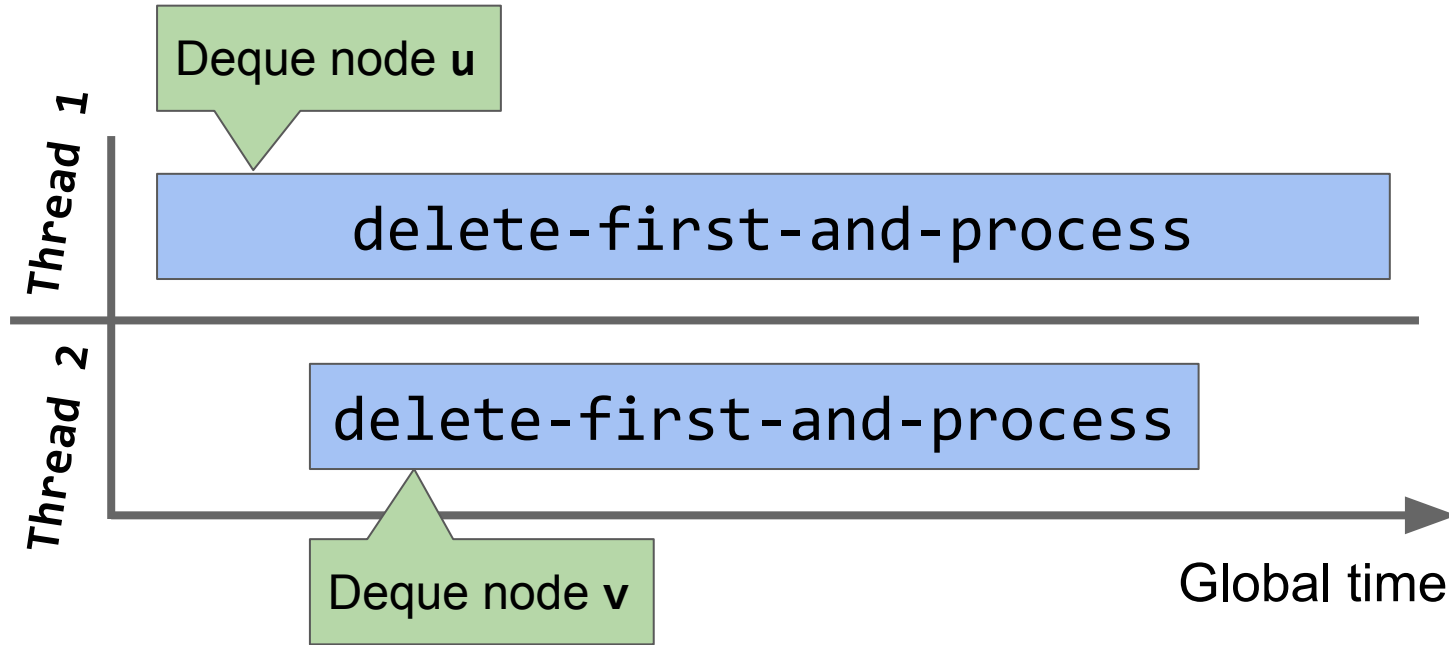 Deque node u
Thread 1
delete-first-and-process
Thread 2
delete-first-and-process
Deque node v
Global time